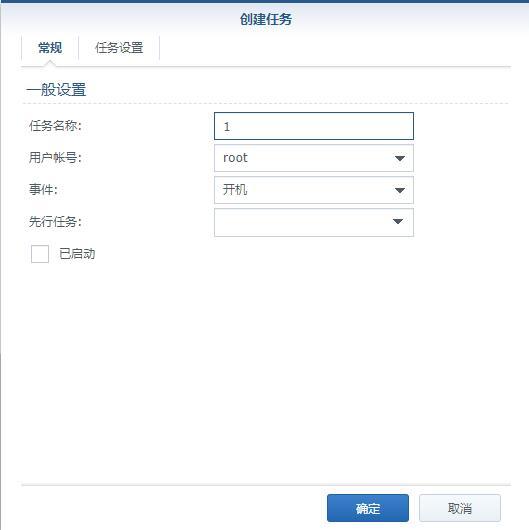 创建任务
常规 任务设置
一般设置
任务名称: 1
用户帐号: root
事件: 开机
先行任务:
已启动
确定 取消